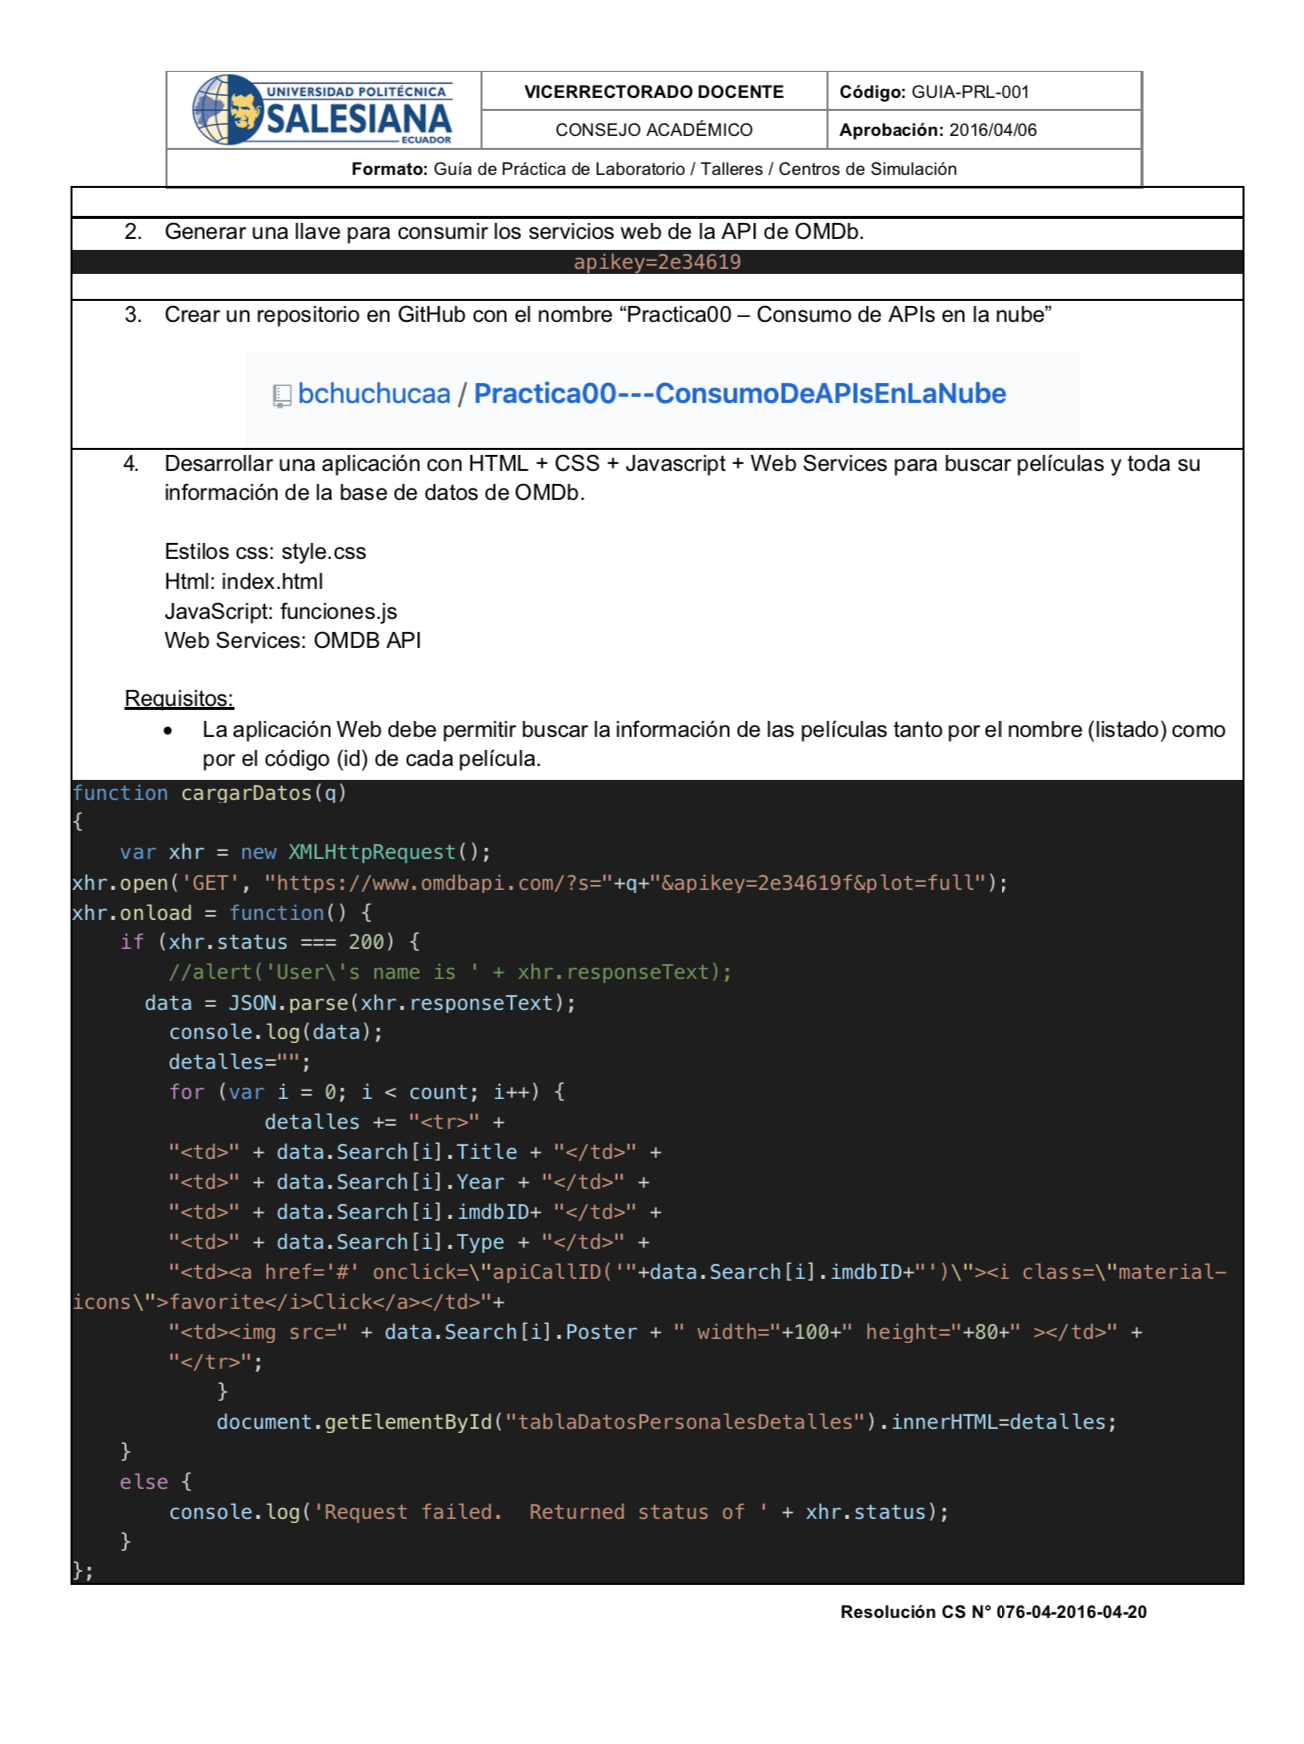 UNIVERSIDAD POLITÉCNICA
SALESIANA
ECUADOR
VICERRECTORADO DOCENTE
Código: GUIA-PRL-001
CONSEJO ACADÉMICO
Aprobación: 2016/04/06
Formato: Guía de Práctica de Laboratorio / Talleres / Centros de Simulación
2. Generar una llave para consumir los servicios web de la API de OMDb.
apikey=2e34619
3. Crear un repositorio en GitHub con el nombre “Practica00 – Consumo de APIs en la nube”
bchuchucaa / Practica00---ConsumoDeAPIsEnLaNube
4. Desarrollar una aplicación con HTML + CSS + Javascript + Web Services para buscar películas y toda su
información de la base de datos de OMDb.
Estilos css: style.css
Html: index.html
JavaScript: funciones.js
Web Services: OMDB API
Requisitos:
• La aplicación Web debe permitir buscar la información de las películas tanto por el nombre (listado) como
por el código (id) de cada película.
function cargarDatos(q)
{
    var xhr = new XMLHttpRequest();
xhr.open('GET', "https://www.omdbapi.com/?s="+q+"&apikey=2e34619f&plot=full");
xhr.onload = function() {
    if (xhr.status === 200) {
        //alert('User\'s name is ' + xhr.responseText);
      data = JSON.parse(xhr.responseText);
        console.log(data);
        detalles="";
        for (var i = 0; i < count; i++) {
                detalles += "<tr>" +
        "<td>" + data.Search[i].Title + "</td>" +
        "<td>" + data.Search[i].Year + "</td>" +
        "<td>" + data.Search[i].imdbID+ "</td>" +
        "<td>" + data.Search[i].Type + "</td>" +
        "<td><a href='#' onclick=\"apiCallID('"+data.Search[i].imdbID+"')\"><i class=\"material-
icons\">favorite</i>Click</a></td>"+
        "<td><img src=" + data.Search[i].Poster + " width="+100+" height="+80+" ></td>" +
        "</tr>";
            }
            document.getElementById("tablaDatosPersonalesDetalles").innerHTML=detalles;
    }
    else {
        console.log('Request failed.  Returned status of ' + xhr.status);
    }
};
Resolución CS N° 076-04-2016-04-20